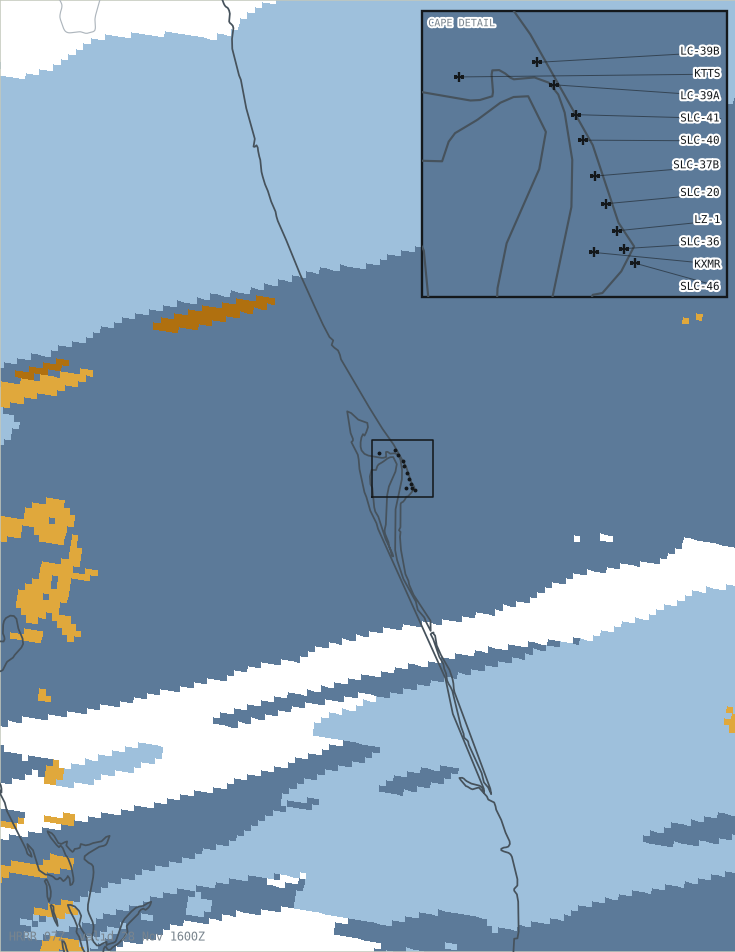 CAPE DETAIL
LC-39B
KTTS
LC-39A
SLC-41
SLC-40
SLC-37B
SLC-20
LZ-1
SLC-36
KXMR
SLC-46
1600Z